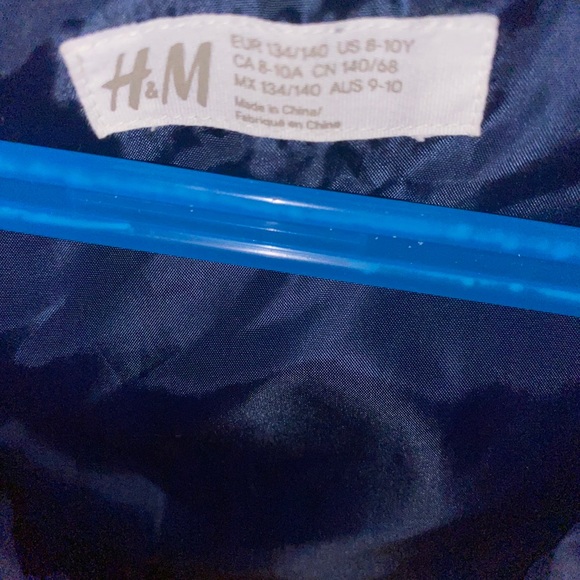 H&M
EUR 134/140 US 8-10Y
CA 8-10A CN 140/68
MX 134/140 AUS 9-10
Made in China/
Fabriqué en Chine